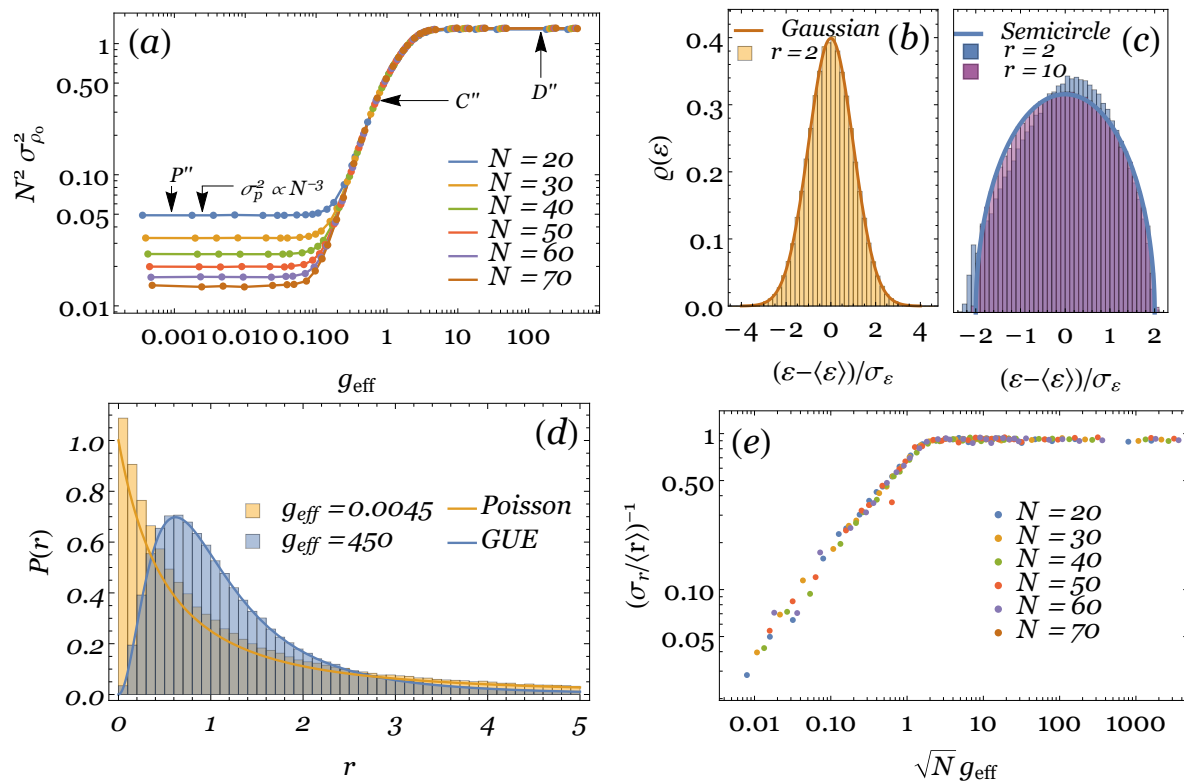 (a)
1
0.50
0.10
0.05
0.01
N² σ²ρₒ
P''
σₚ² ∝ N⁻³
C''
D''
N = 20
N = 30
N = 40
N = 50
N = 60
N = 70
0.001 0.010 0.100 1 10 100
g_eff
(b)
Gaussian
r = 2
0.4
0.3
0.2
0.1
0.0
ϱ(ε)
−4 −2 0 2 4
(ε−⟨ε⟩)/σ_ε
(c)
Semicircle
r = 2
r = 10
−2 −1 0 1 2
(ε−⟨ε⟩)/σ_ε
(d)
1.0
0.8
0.6
0.4
0.2
0.0
P(r)
g_eff = 0.0045
g_eff = 450
Poisson
GUE
0 1 2 3 4 5
r
(e)
1
0.50
0.10
0.05
(σ_r/⟨r⟩)⁻¹
N = 20
N = 30
N = 40
N = 50
N = 60
N = 70
0.01 0.10 1 10 100 1000
√N g_eff